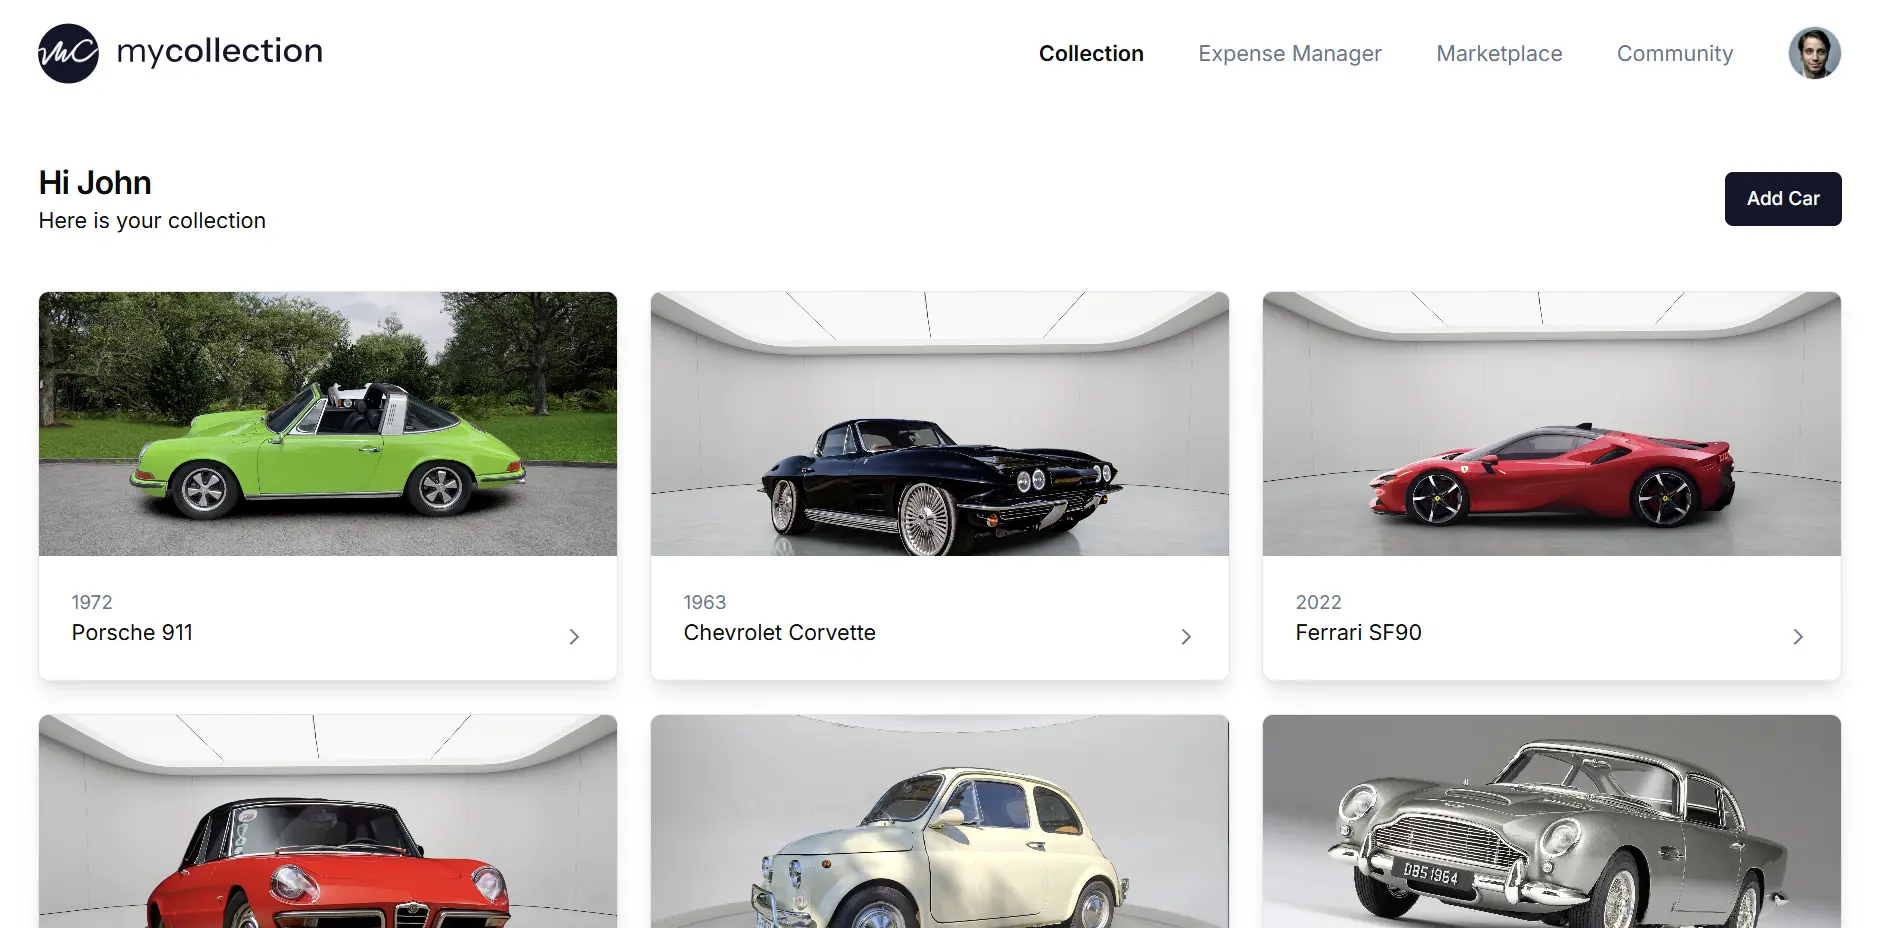 mc mycollection
Collection Expense Manager Marketplace Community
Hi John
Here is your collection
Add Car
1972
Porsche 911
1963
Chevrolet Corvette
2022
Ferrari SF90
DB5 1964